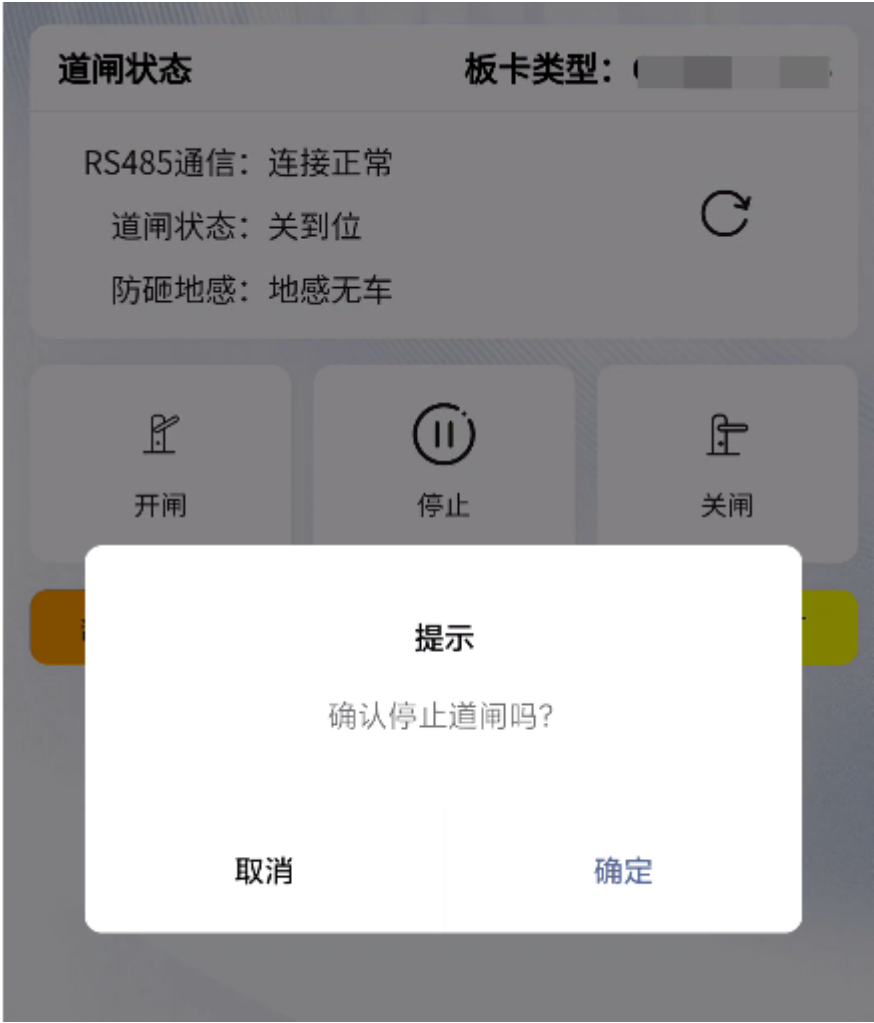 道闸状态 板卡类型：
RS485通信：连接正常
道闸状态：关到位
防砸地感：地感无车
开闸 停止 关闸
提示
确认停止道闸吗?
取消 确定